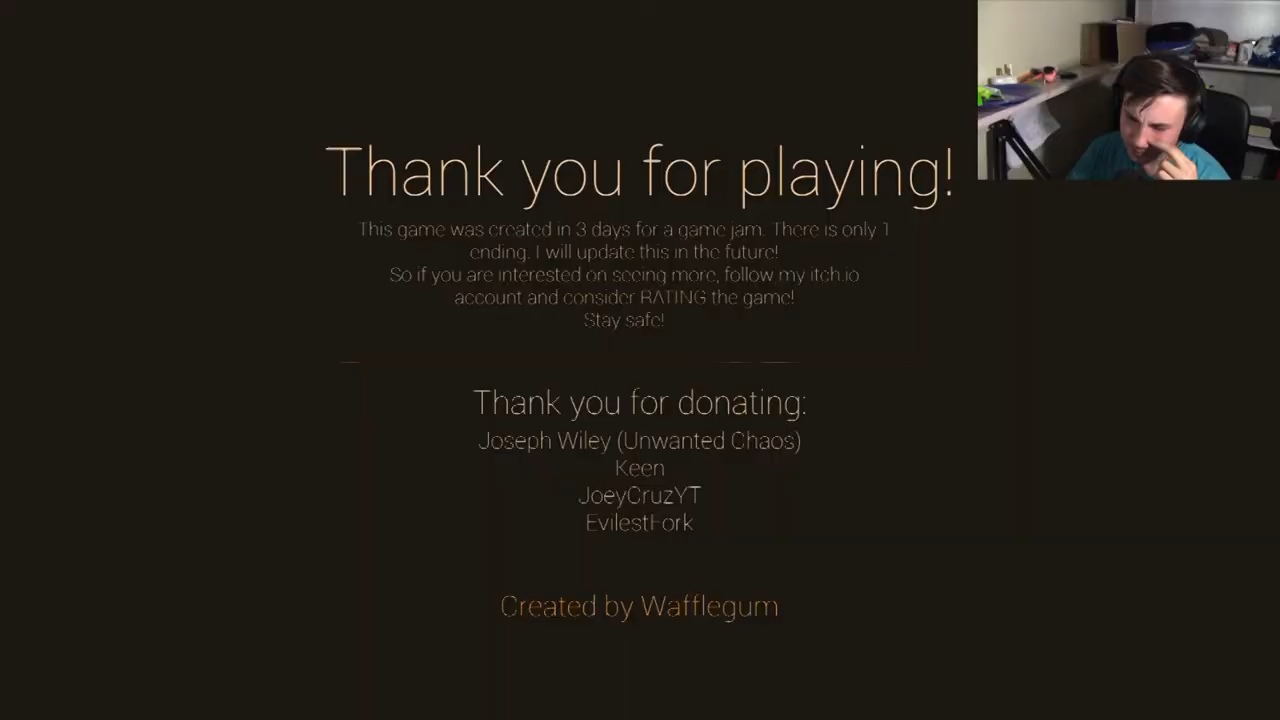 Thank you for playing!
This game was created in 3 days for a game jam. There is only 1
ending. I will update this in the future!
So if you are interested on seeing more, follow my itch.io
account and consider RATING the game!
Stay safe!
Thank you for donating:
Joseph Wiley (Unwanted Chaos)
Keen
JoeyCruzYT
EvilestFork
Created by Wafflegum